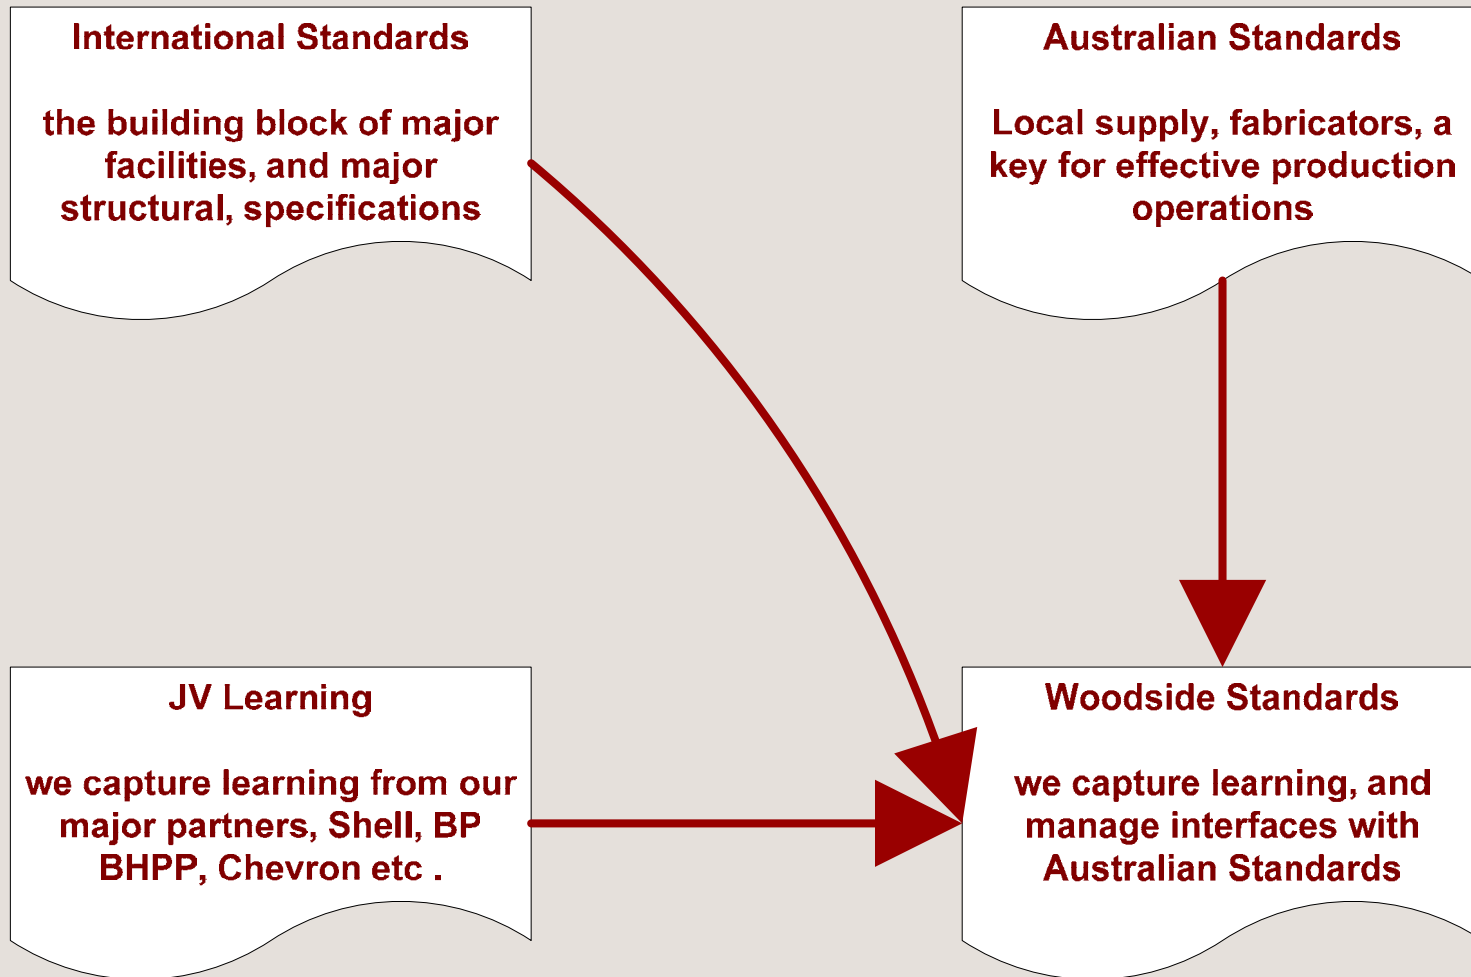 International Standards
the building block of major
facilities, and major
structural, specifications
Australian Standards
Local supply, fabricators, a
key for effective production
operations
JV Learning
we capture learning from our
major partners, Shell, BP
BHPP, Chevron etc .
Woodside Standards
we capture learning, and
manage interfaces with
Australian Standards